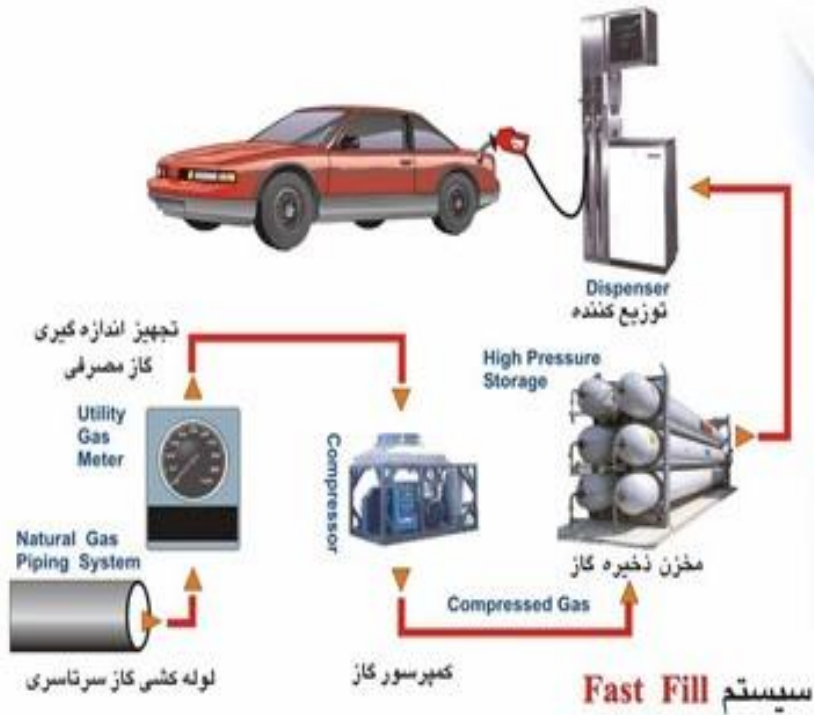 Dispenser
توزیع کننده
تجهیز اندازه گیری
گاز مصرفی
High Pressure
Storage
Utility
Gas
Meter
Compressor
Natural Gas
Piping System
مخزن ذخیره گاز
Compressed Gas
لوله کشی گاز سرتاسری
کمپرسور گاز
سیستم Fast Fill